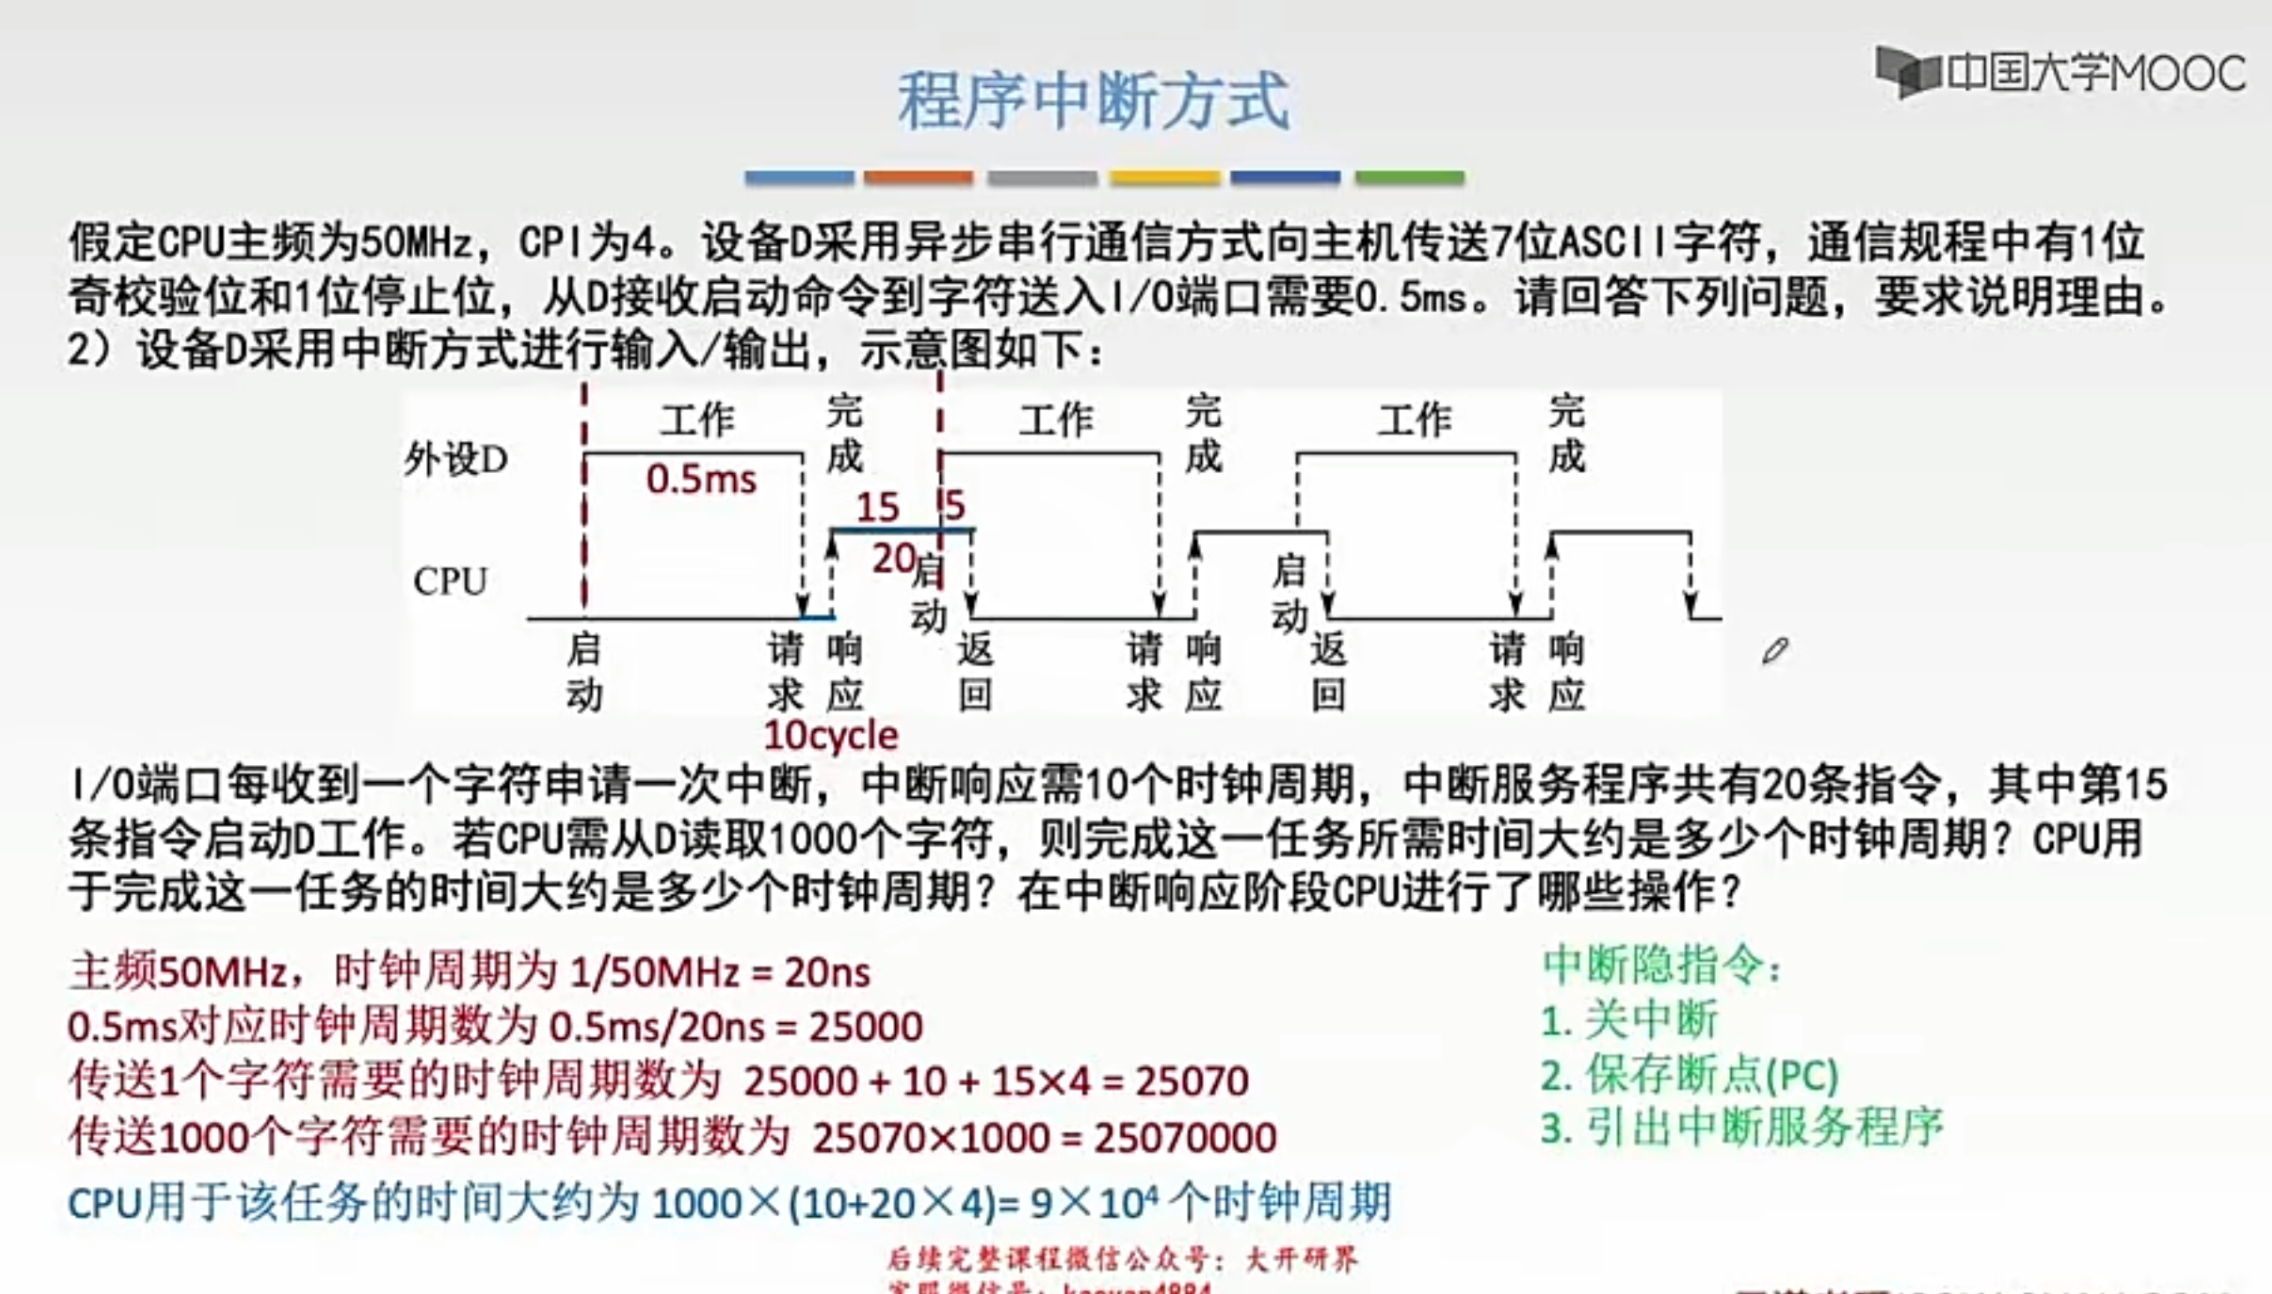 中国大学MOOC
程序中断方式
假定CPU主频为50MHz，CPI为4。设备D采用异步串行通信方式向主机传送7位ASCII字符，通信规程中有1位
奇校验位和1位停止位，从D接收启动命令到字符送入I/O端口需要0.5ms。请回答下列问题，要求说明理由。
2）设备D采用中断方式进行输入/输出，示意图如下：
工作 完成 工作 完成 工作 完成
外设D
0.5ms
15 5
20
启动 启动
CPU
启动 请求 响应 返回 请求 响应 返回 请求 响应
10cycle
I/O端口每收到一个字符申请一次中断，中断响应需10个时钟周期，中断服务程序共有20条指令，其中第15
条指令启动D工作。若CPU需从D读取1000个字符，则完成这一任务所需时间大约是多少个时钟周期？CPU用
于完成这一任务的时间大约是多少个时钟周期？在中断响应阶段CPU进行了哪些操作？
主频50MHz，时钟周期为 1/50MHz = 20ns
0.5ms对应时钟周期数为 0.5ms/20ns = 25000
传送1个字符需要的时钟周期数为 25000 + 10 + 15×4 = 25070
传送1000个字符需要的时钟周期数为 25070×1000 = 25070000
CPU用于该任务的时间大约为 1000×(10+20×4)= 9×10⁴ 个时钟周期
中断隐指令：
1. 关中断
2. 保存断点(PC)
3. 引出中断服务程序
后续完整课程微信公众号：大开研界